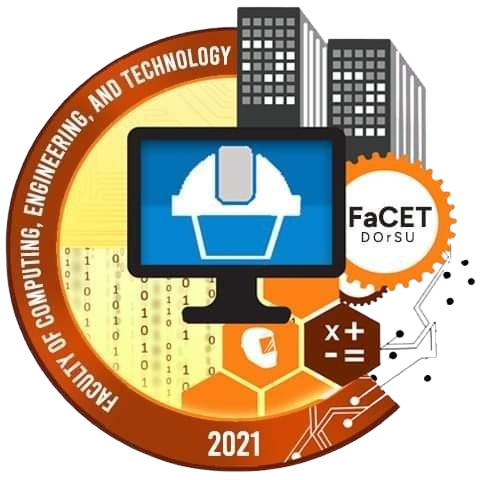 FACULTY OF COMPUTING, ENGINEERING, AND TECHNOLOGY
FaCET
DOrSU
x +
- =
2021